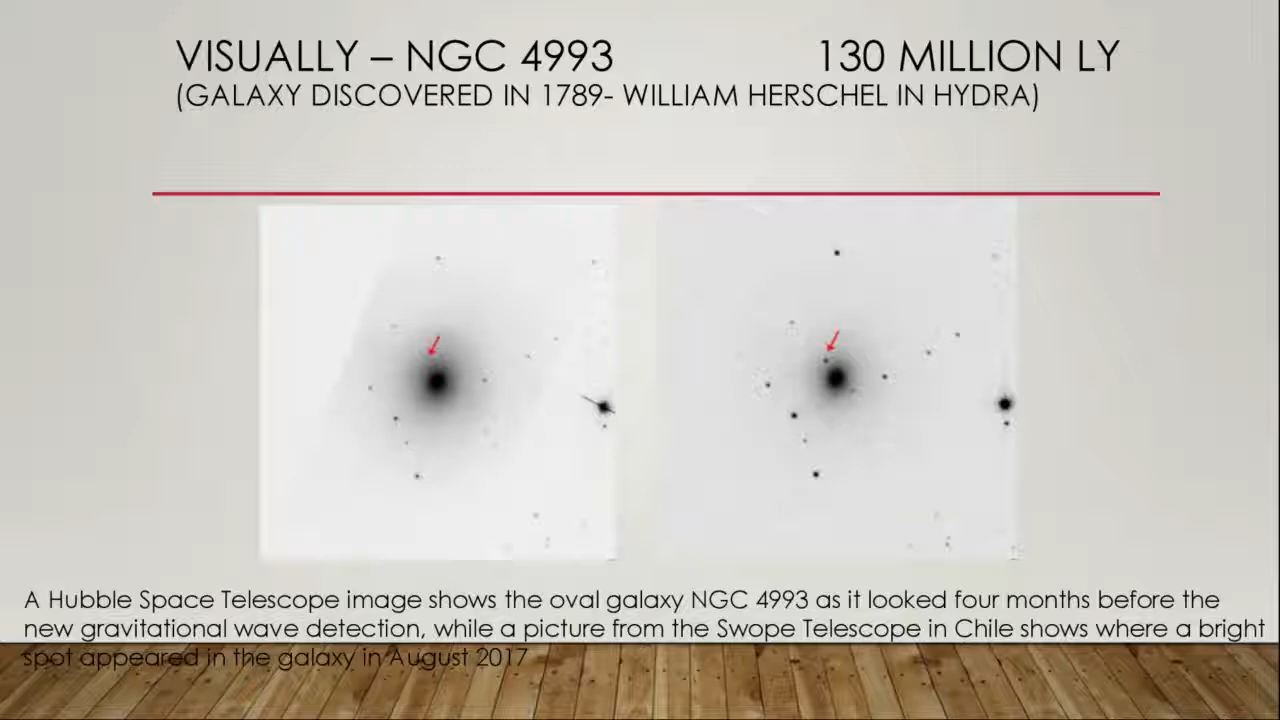 VISUALLY – NGC 4993 130 MILLION LY
(GALAXY DISCOVERED IN 1789- WILLIAM HERSCHEL IN HYDRA)
A Hubble Space Telescope image shows the oval galaxy NGC 4993 as it looked four months before the
new gravitational wave detection, while a picture from the Swope Telescope in Chile shows where a bright
spot appeared in the galaxy in August 2017